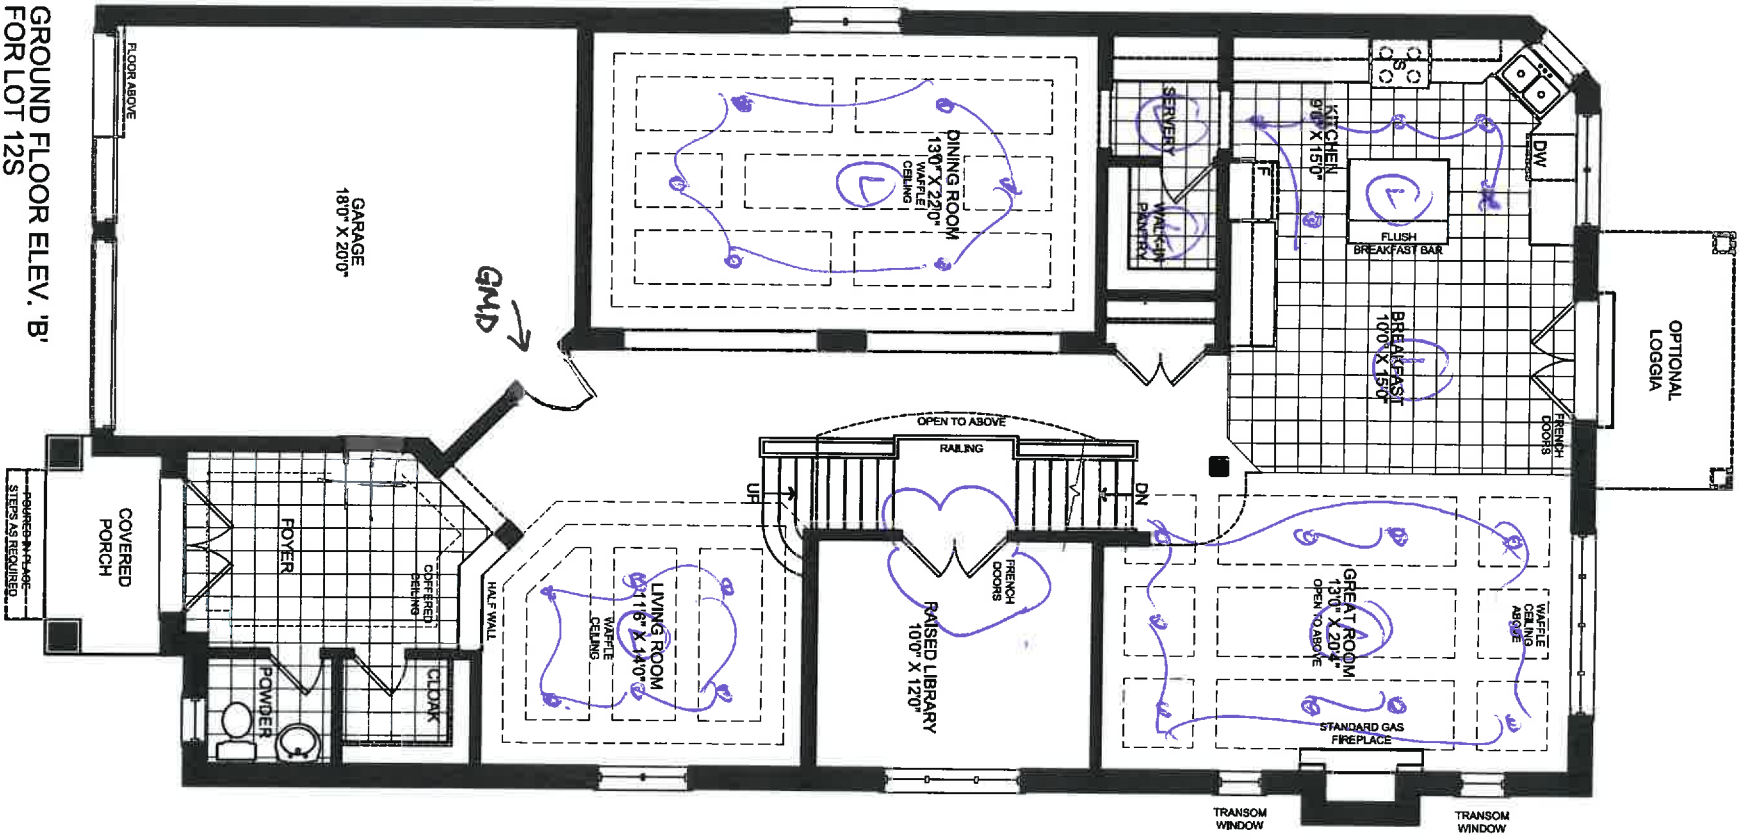 GROUND FLOOR ELEV. 'B'
FOR LOT 12S
FLOOR ABOVE
GARAGE
18'0" X 20'0"
GMD
DINING ROOM
13'0" X 22'0"
WAFFLE
CEILING
L
SERVERY
WALK-IN
PANTRY
KITCHEN
9'6" X 15'0"
S
DW
F
L
FLUSH
BREAKFAST BAR
BREAKFAST
10'0" X 15'0"
FRENCH
DOORS
OPTIONAL
LOGGIA
OPEN TO ABOVE
RAILING
UP
DN
FRENCH
DOORS
RAISED LIBRARY
10'0" X 12'0"
GREAT ROOM
13'0" X 20'4"
OPEN TO ABOVE
WAFFLE
CEILING
ABOVE
STANDARD GAS
FIREPLACE
TRANSOM
WINDOW
TRANSOM
WINDOW
LIVING ROOM
11'6" X 14'0"
WAFFLE
CEILING
HALF WALL
COFFERED
CEILING
FOYER
CLOAK
POWDER
COVERED
PORCH
POURED IN PLACE
STEPS AS REQUIRED